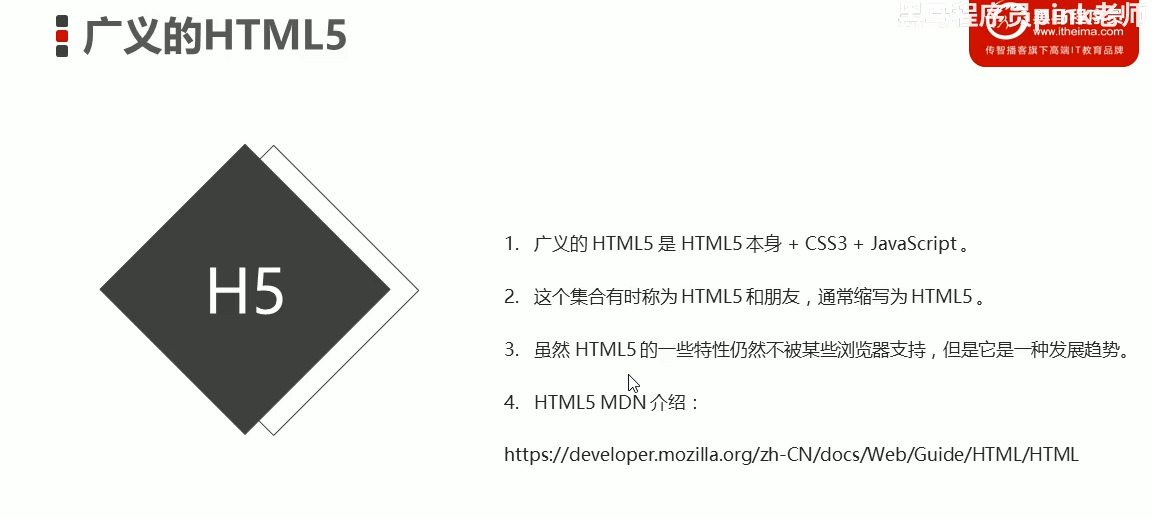 广义的HTML5
黑马程序员pink老师
www.itheima.com
传智播客旗下高端IT教育品牌
H5
1. 广义的 HTML5 是 HTML5 本身 + CSS3 + JavaScript 。
2. 这个集合有时称为 HTML5 和朋友，通常缩写为 HTML5 。
3. 虽然 HTML5 的一些特性仍然不被某些浏览器支持，但是它是一种发展趋势。
4. HTML5 MDN 介绍：
https://developer.mozilla.org/zh-CN/docs/Web/Guide/HTML/HTML